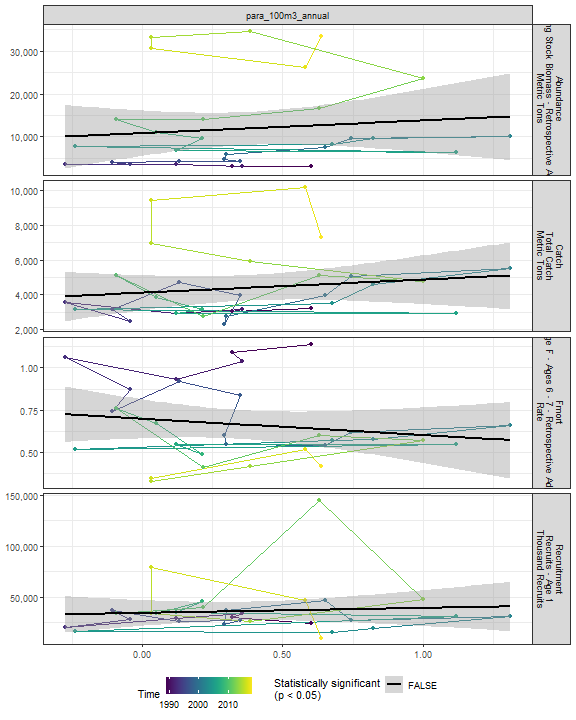 para_100m3_annual
30,000
20,000
10,000
Abundance
ng Stock Biomass - Retrospective A
Metric Tons
10,000
8,000
6,000
4,000
2,000
Catch
Total Catch
Metric Tons
1.00
0.75
0.50
Fmort
ge F - Ages 6 - 7 - Retrospective Ad
Rate
150,000
100,000
50,000
Recruitment
Recruits - Age 1
Thousand Recruits
0.00 0.50 1.00
Time
1990 2000 2010
Statistically significant
(p < 0.05)
FALSE